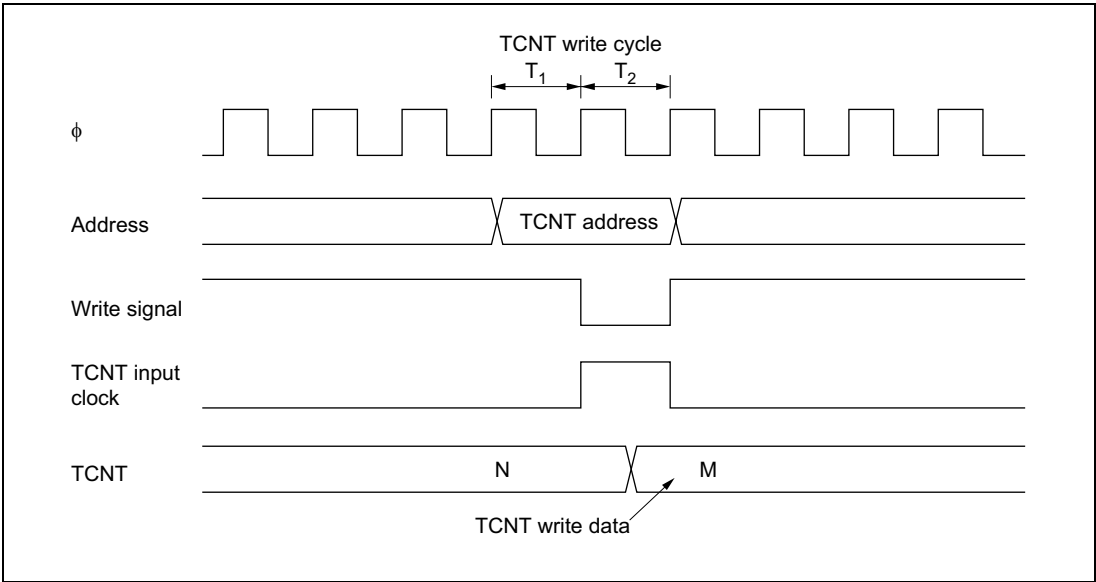 TCNT write cycle
T1 T2
ϕ
Address
TCNT address
Write signal
TCNT input
clock
TCNT
N
M
TCNT write data